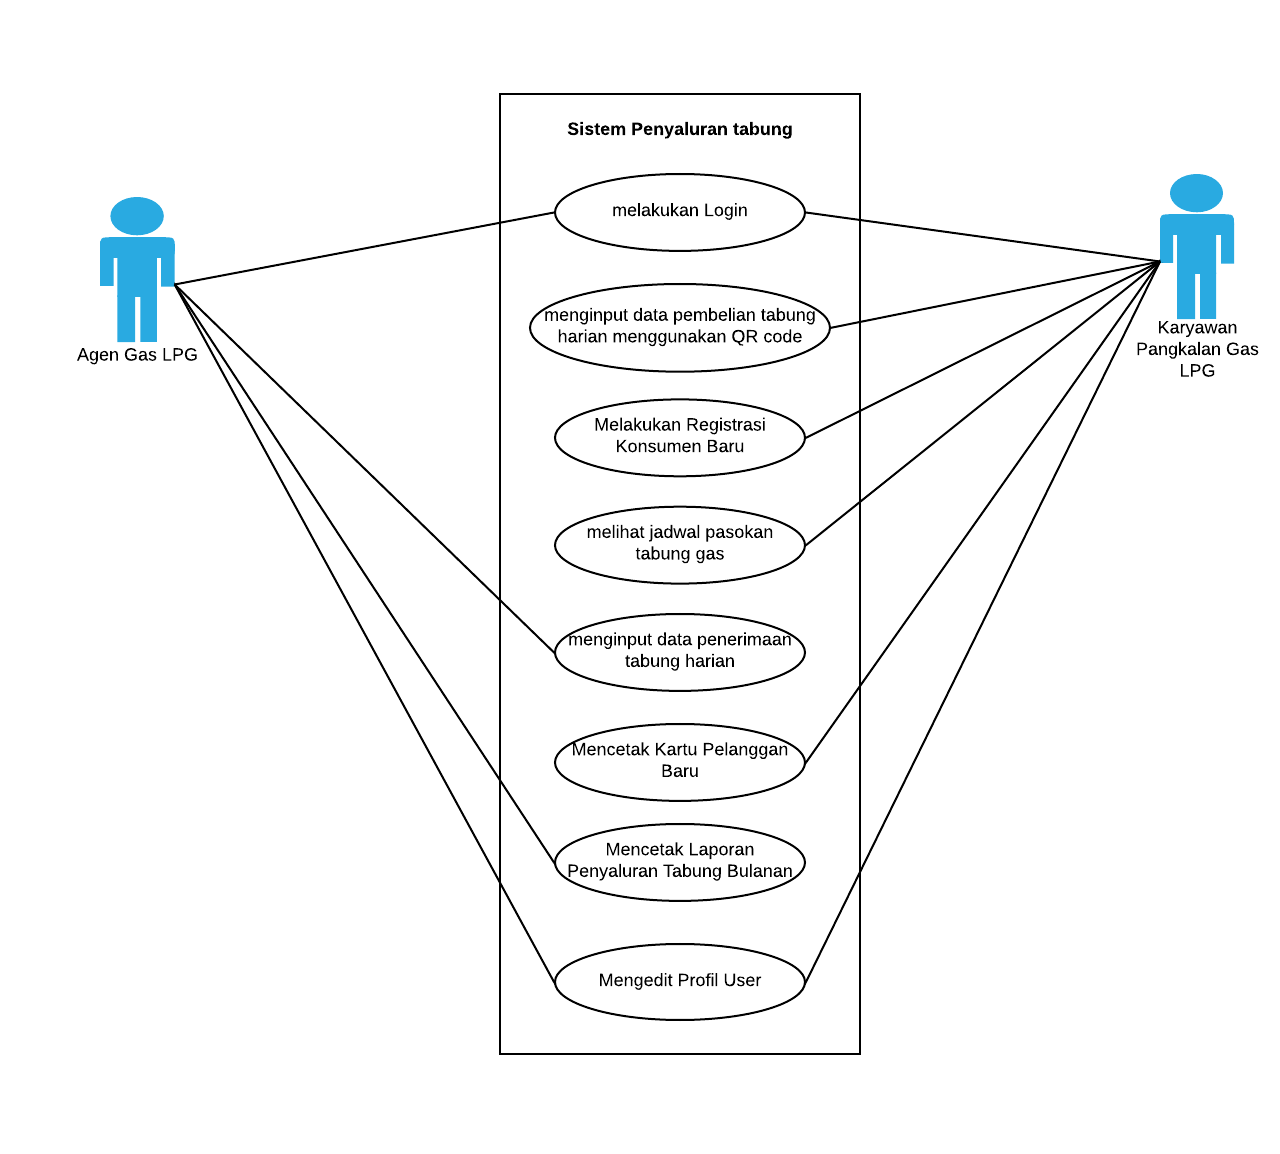 Sistem Penyaluran tabung
melakukan Login
menginput data pembelian tabung
harian menggunakan QR code
Melakukan Registrasi
Konsumen Baru
melihat jadwal pasokan
tabung gas
menginput data penerimaan
tabung harian
Mencetak Kartu Pelanggan
Baru
Mencetak Laporan
Penyaluran Tabung Bulanan
Mengedit Profil User
Agen Gas LPG
Karyawan
Pangkalan Gas
LPG